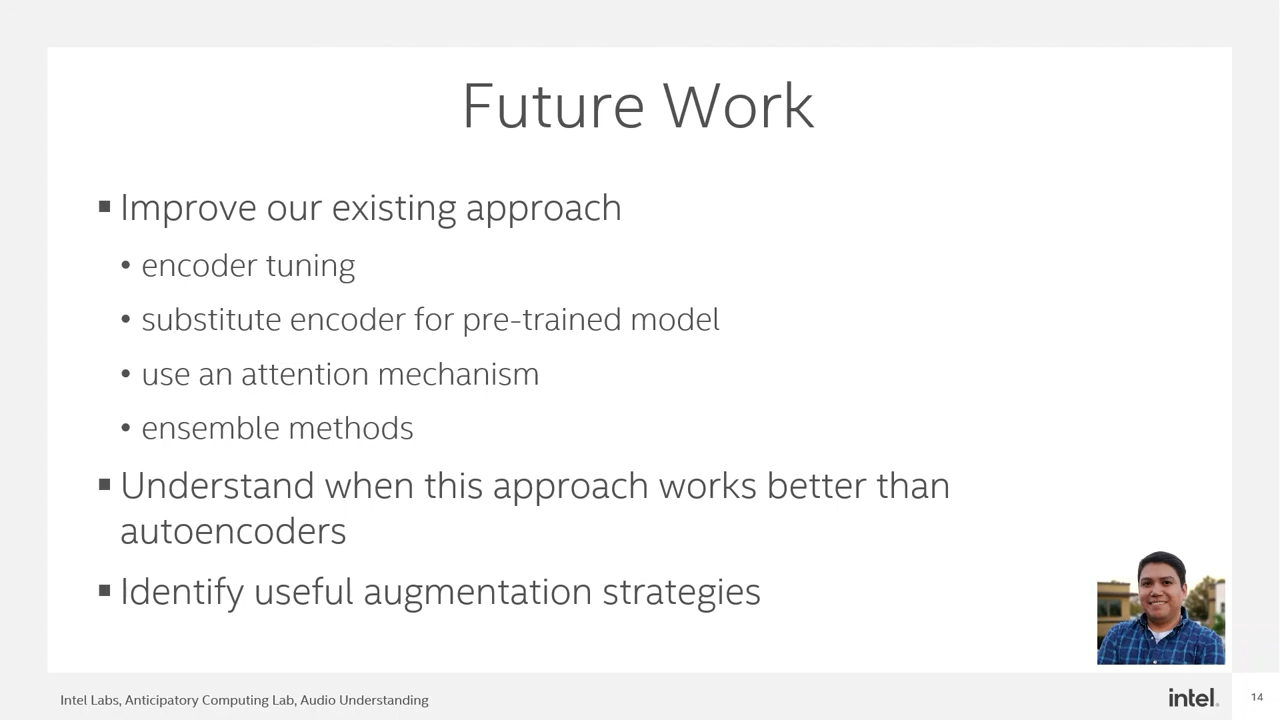 Future Work
▪ Improve our existing approach
• encoder tuning
• substitute encoder for pre-trained model
• use an attention mechanism
• ensemble methods
▪ Understand when this approach works better than
autoencoders
▪ Identify useful augmentation strategies
Intel Labs, Anticipatory Computing Lab, Audio Understanding
intel.
14